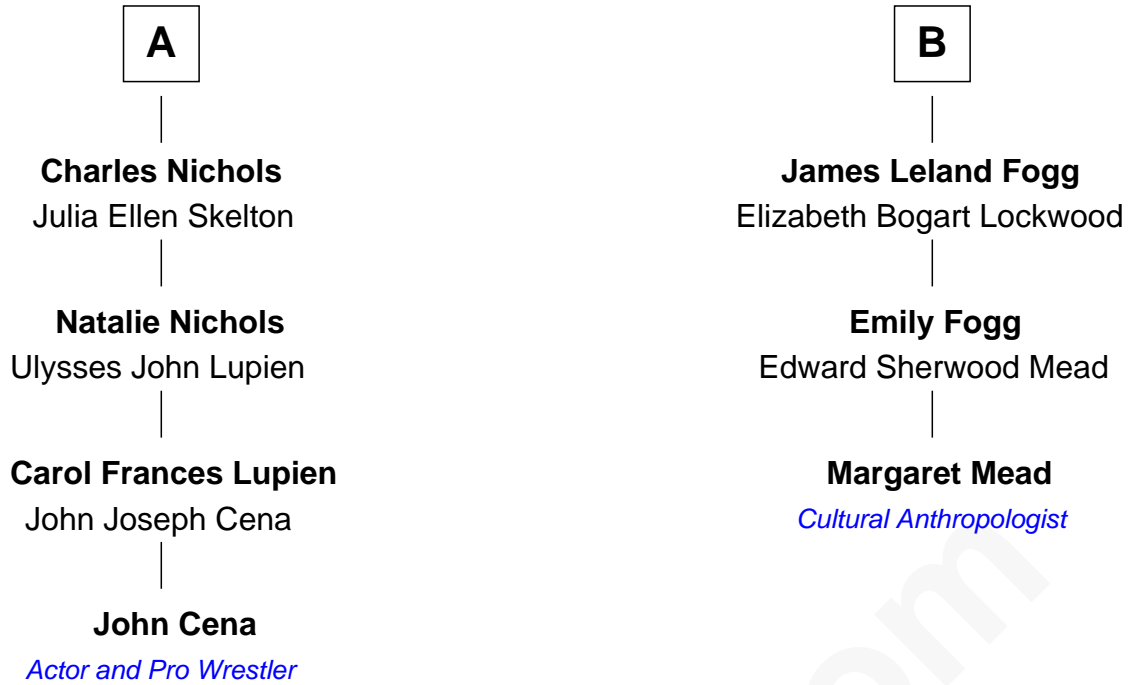 A
Charles Nichols
Julia Ellen Skelton
Natalie Nichols
Ulysses John Lupien
Carol Frances Lupien
John Joseph Cena
John Cena
Actor and Pro Wrestler
B
James Leland Fogg
Elizabeth Bogart Lockwood
Emily Fogg
Edward Sherwood Mead
Margaret Mead
Cultural Anthropologist
om